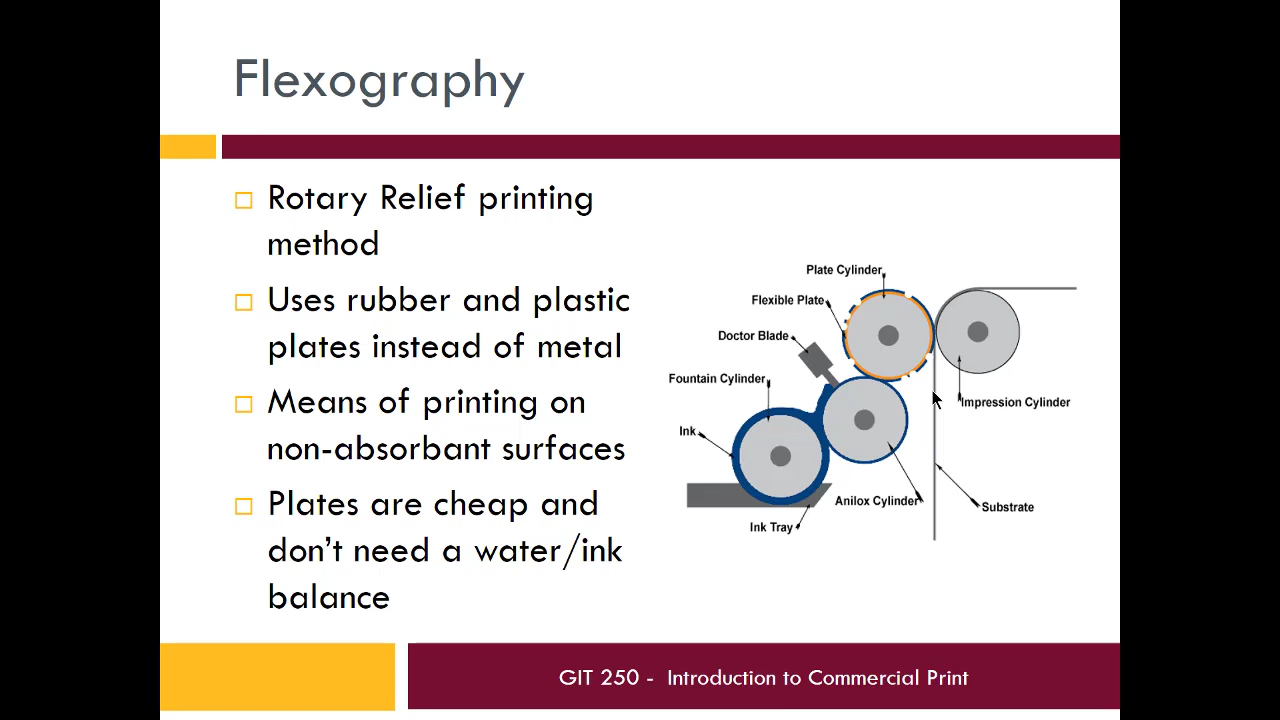 Flexography
Rotary Relief printing
method
Uses rubber and plastic
plates instead of metal
Means of printing on
non-absorbant surfaces
Plates are cheap and
don't need a water/ink
balance
Plate Cylinder
Flexible Plate
Doctor Blade
Fountain Cylinder
Impression Cylinder
Ink
Anilox Cylinder
Substrate
Ink Tray
GIT 250 - Introduction to Commercial Print